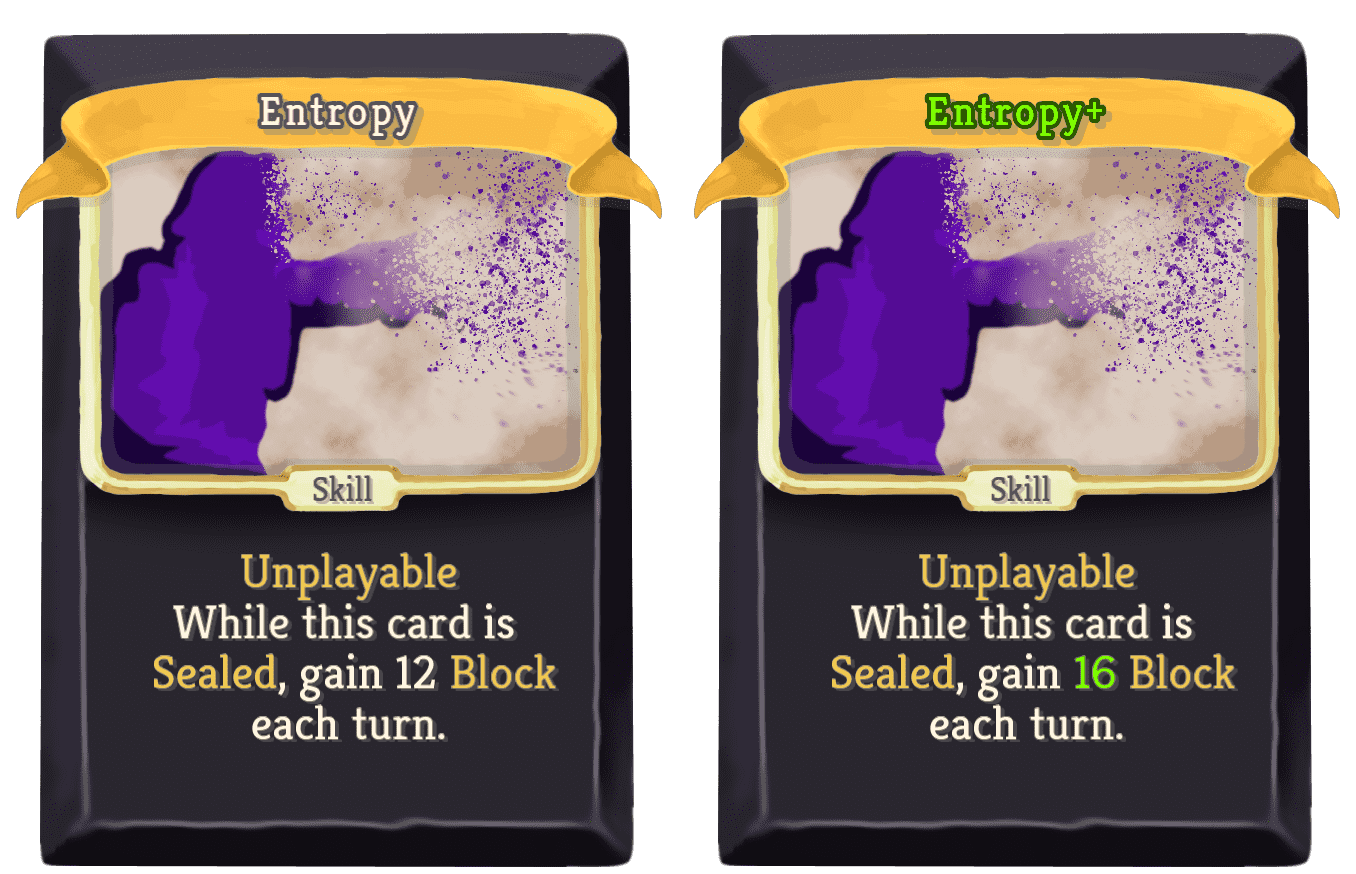 Entropy
Skill
Unplayable
While this card is
Sealed, gain 12 Block
each turn.
Entropy+
Skill
Unplayable
While this card is
Sealed, gain 16 Block
each turn.